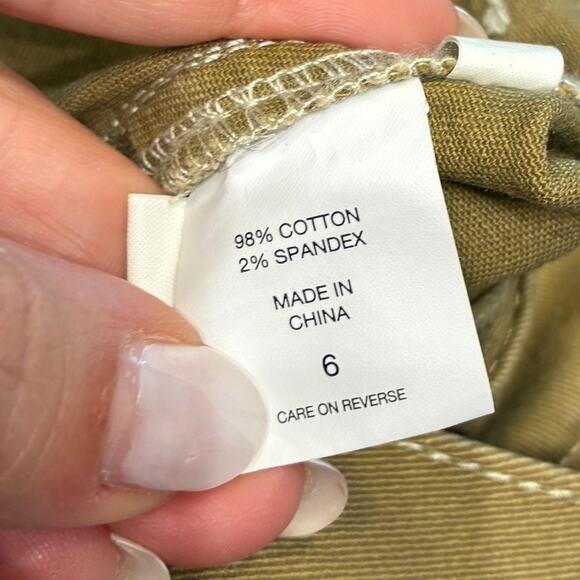 98% COTTON
2% SPANDEX
MADE IN
CHINA
6
CARE ON REVERSE